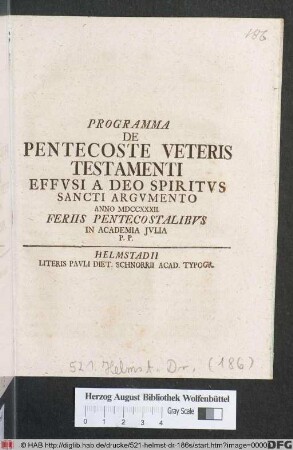 186
PROGRAMMA
DE
PENTECOSTE VETERIS
TESTAMENTI
EFFVSI A DEO SPIRITVS
SANCTI ARGVMENTO
ANNO MDCCXXXII.
FERIIS PENTECOSTALIBVS
IN ACADEMIA JVLIA
P. P.
HELMSTADII
LITERIS PAVLI DIET. SCHNORRII ACAD. TYPOGR.
521. Helmst. Dr. (186)
Herzog August Bibliothek Wolfenbüttel
0 1 2 3 4 Gray Scale
© HAB http://diglib.hab.de/drucke/521-helmst-dr-186s/start.htm?image=0000
DFG